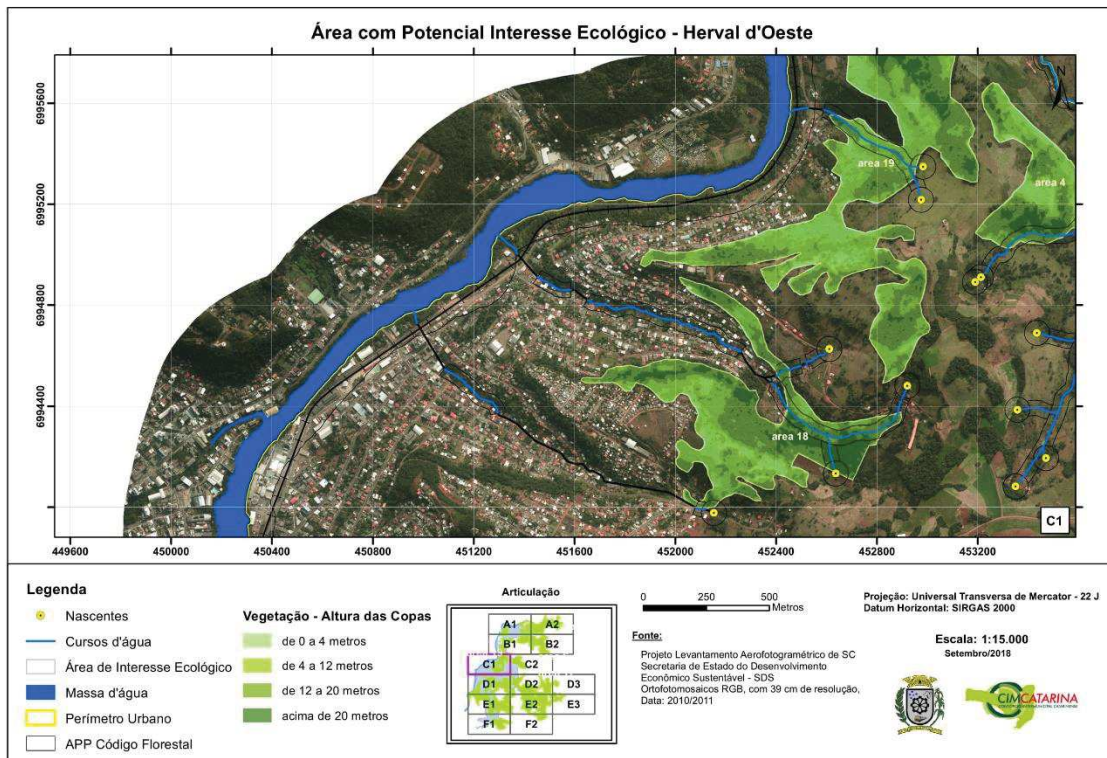 Área com Potencial Interesse Ecológico - Herval d'Oeste
6995600
6995200
6994800
6994400
area 19
area 4
area 18
N
C1
449600 450000 450400 450800 451200 451600 452000 452400 452800 453200
Legenda
Nascentes
Cursos d'água
Área de Interesse Ecológico
Massa d'água
Perímetro Urbano
APP Código Florestal
Vegetação - Altura das Copas
de 0 a 4 metros
de 4 a 12 metros
de 12 a 20 metros
acima de 20 metros
Articulação
A1 A2
B1 B2
C1 C2
D1 D2 D3
E1 E2 E3
F1 F2
0 250 500
Metros
Fonte:
Projeto Levantamento Aerofotogramétrico de SC
Secretaria de Estado do Desenvolvimento
Econômico Sustentável - SDS
Ortofotomosaicos RGB, com 39 cm de resolução,
Data: 2010/2011
Projeção: Universal Transversa de Mercator - 22 J
Datum Horizontal: SIRGAS 2000
Escala: 1:15.000
Setembro/2018
CIMCATARINA